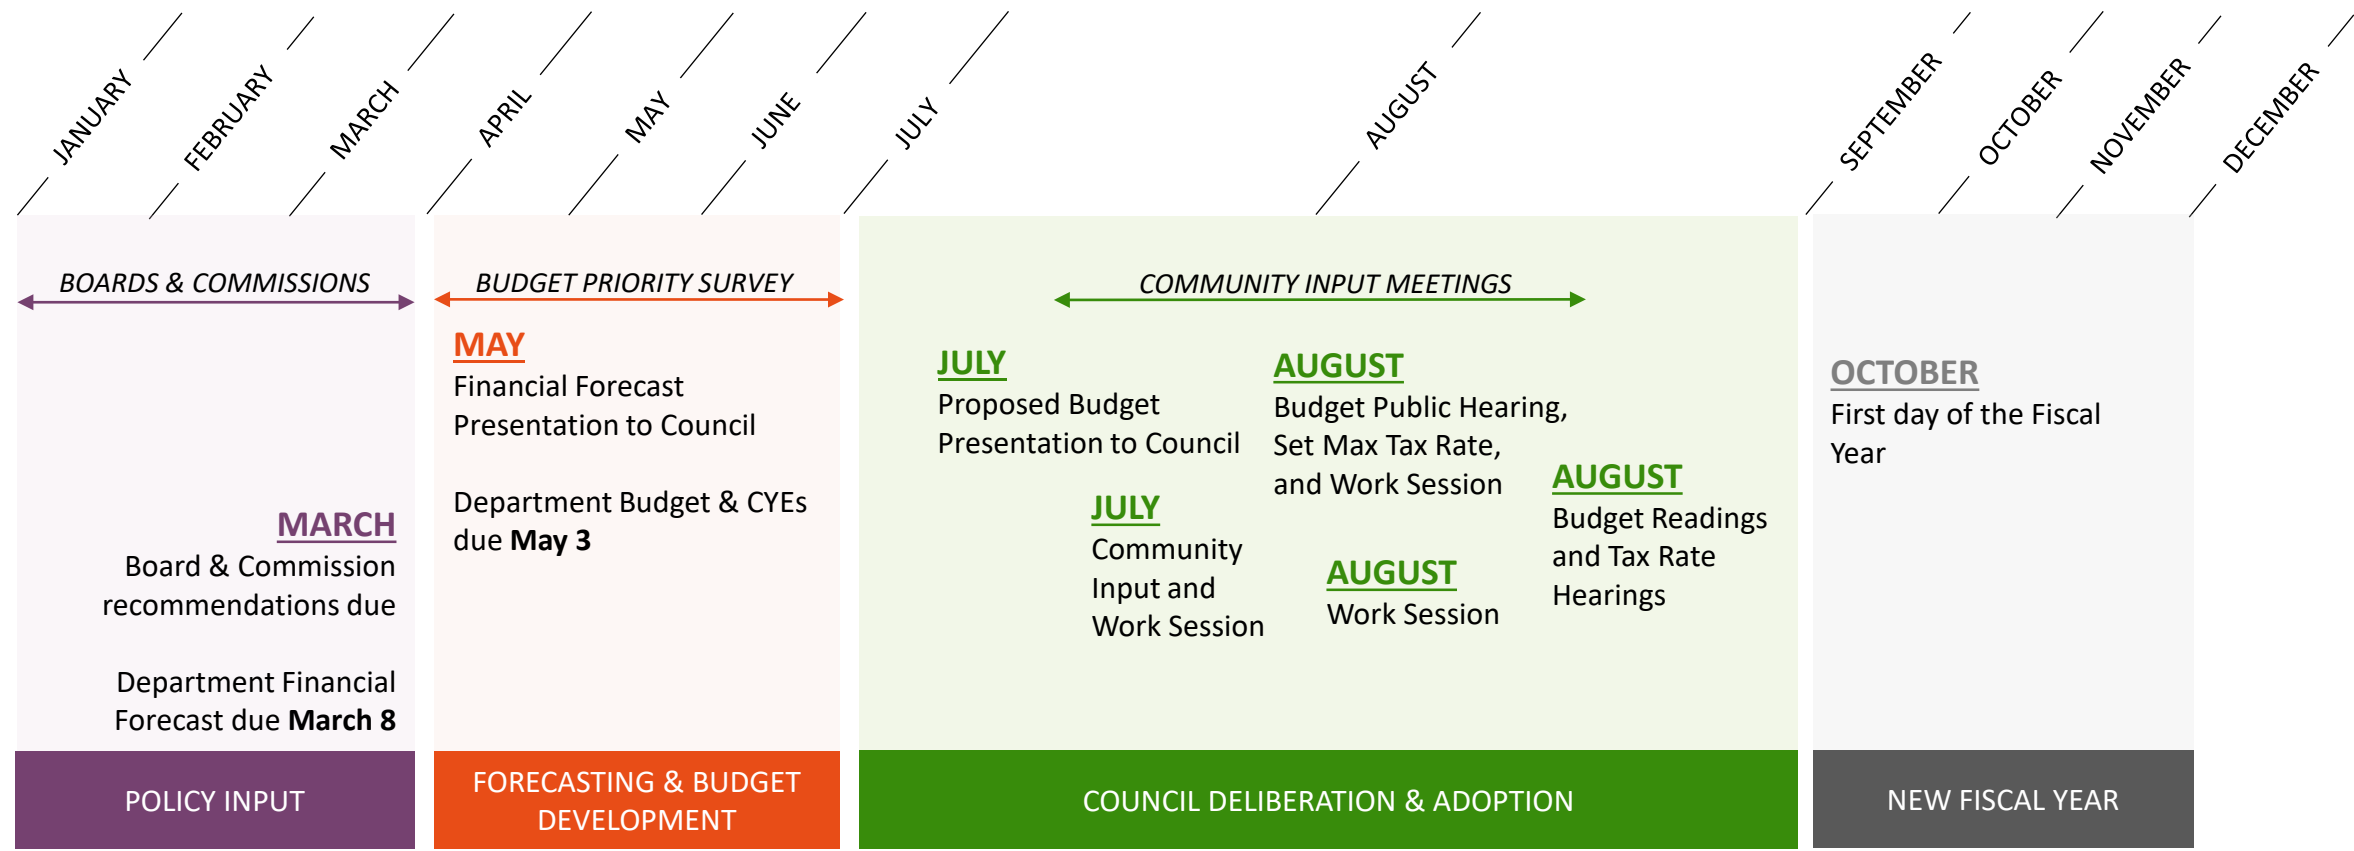 JANUARY
FEBRUARY
MARCH
APRIL
MAY
JUNE
JULY
AUGUST
SEPTEMBER
OCTOBER
NOVEMBER
DECEMBER
BOARDS & COMMISSIONS
MARCH
Board & Commission
recommendations due
Department Financial
Forecast due March 8
POLICY INPUT
BUDGET PRIORITY SURVEY
MAY
Financial Forecast
Presentation to Council
Department Budget & CYEs
due May 3
FORECASTING & BUDGET
DEVELOPMENT
COMMUNITY INPUT MEETINGS
JULY
Proposed Budget
Presentation to Council
JULY
Community
Input and
Work Session
AUGUST
Budget Public Hearing,
Set Max Tax Rate,
and Work Session
AUGUST
Work Session
AUGUST
Budget Readings
and Tax Rate
Hearings
COUNCIL DELIBERATION & ADOPTION
OCTOBER
First day of the Fiscal
Year
NEW FISCAL YEAR